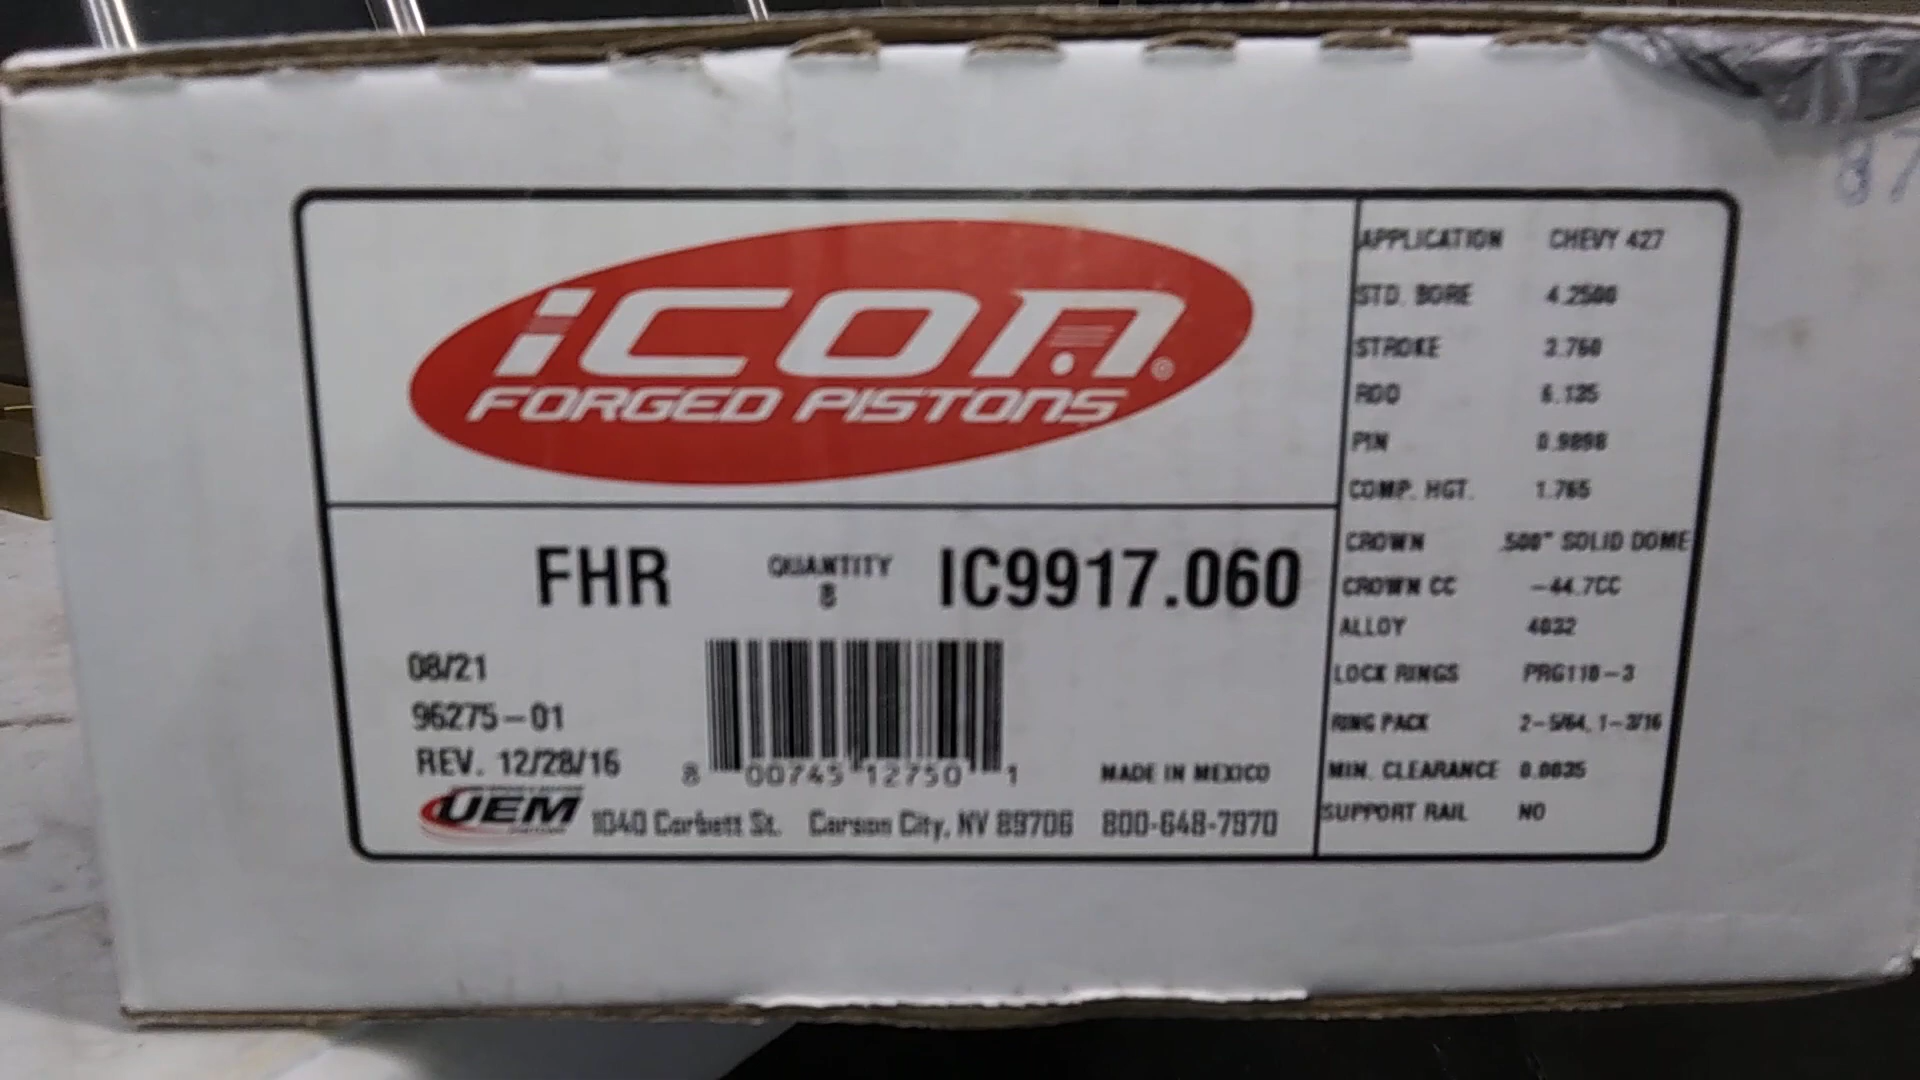 iCON®
FORGED PISTONS
FHR
QUANTITY
8
IC9917.060
08/21
96275-01
REV. 12/28/16
8 00745 12750 1
MADE IN MEXICO
UEM
1040 Corbett St. Carson City, NV 89706 800-648-7970
APPLICATION CHEVY 427
STD. BORE 4.2500
STROKE 3.760
ROD 6.135
PIN 0.9898
COMP. HGT. 1.765
CROWN .500" SOLID DOME
CROWN CC -44.7CC
ALLOY 4032
LOCK RINGS PRG118-3
RING PACK 2-5/64, 1-3/16
MIN. CLEARANCE 0.0035
SUPPORT RAIL NO